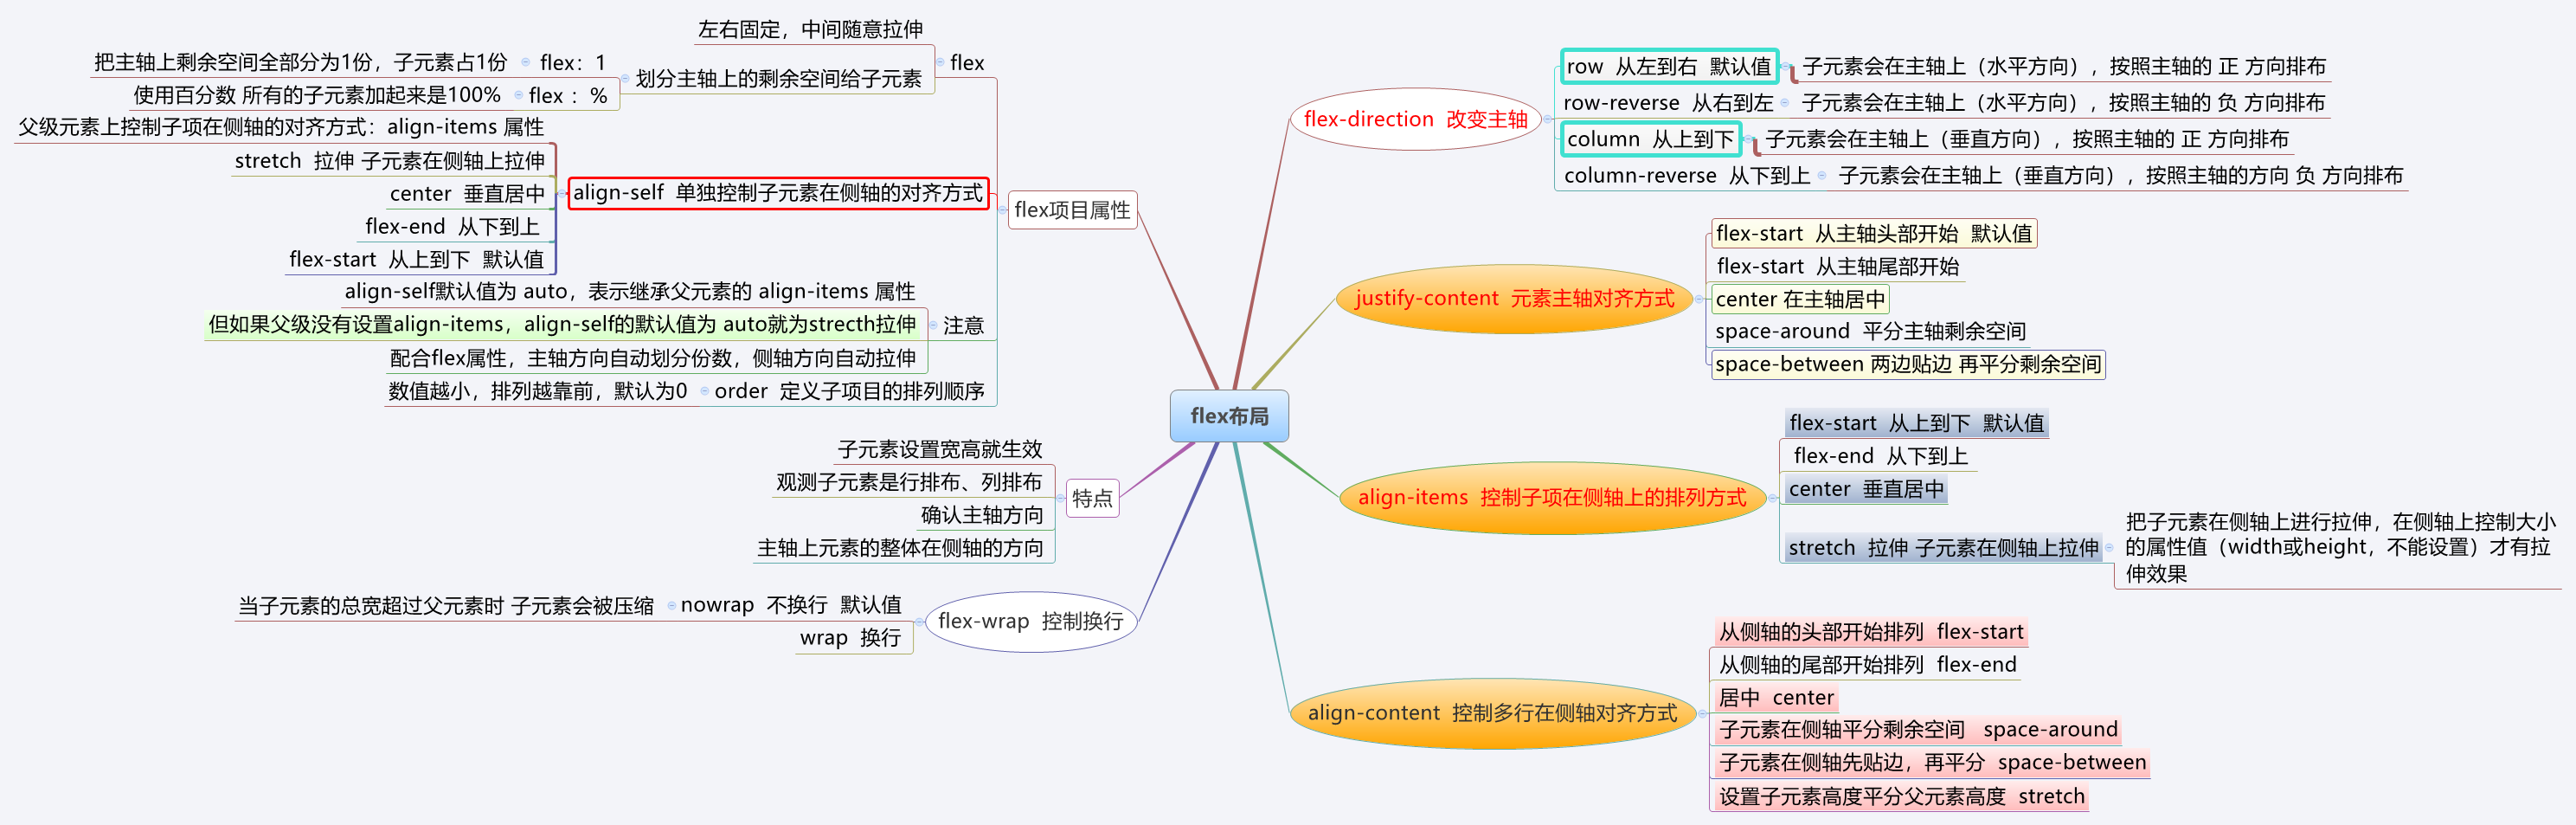 flex布局
flex-direction  改变主轴
row  从左到右  默认值
子元素会在主轴上（水平方向），按照主轴的 正 方向排布
row-reverse  从右到左
子元素会在主轴上（水平方向），按照主轴的 负 方向排布
column  从上到下
子元素会在主轴上（垂直方向），按照主轴的 正 方向排布
column-reverse  从下到上
子元素会在主轴上（垂直方向），按照主轴的方向 负 方向排布
justify-content  元素主轴对齐方式
flex-start  从主轴头部开始  默认值
flex-start  从主轴尾部开始
center 在主轴居中
space-around  平分主轴剩余空间
space-between 两边贴边 再平分剩余空间
align-items  控制子项在侧轴上的排列方式
flex-start  从上到下  默认值
flex-end  从下到上
center  垂直居中
stretch  拉伸 子元素在侧轴上拉伸
把子元素在侧轴上进行拉伸，在侧轴上控制大小
的属性值（width或height，不能设置）才有拉
伸效果
align-content  控制多行在侧轴对齐方式
从侧轴的头部开始排列  flex-start
从侧轴的尾部开始排列  flex-end
居中  center
子元素在侧轴平分剩余空间   space-around
子元素在侧轴先贴边，再平分  space-between
设置子元素高度平分父元素高度  stretch
flex项目属性
flex
左右固定，中间随意拉伸
划分主轴上的剩余空间给子元素
flex：1
把主轴上剩余空间全部分为1份，子元素占1份
flex ：%
使用百分数 所有的子元素加起来是100%
align-self  单独控制子元素在侧轴的对齐方式
父级元素上控制子项在侧轴的对齐方式：align-items 属性
stretch  拉伸 子元素在侧轴上拉伸
center  垂直居中
flex-end  从下到上
flex-start  从上到下  默认值
注意
align-self默认值为 auto，表示继承父元素的 align-items 属性
但如果父级没有设置align-items，align-self的默认值为 auto就为strecth拉伸
配合flex属性，主轴方向自动划分份数，侧轴方向自动拉伸
order  定义子项目的排列顺序
数值越小，排列越靠前，默认为0
特点
子元素设置宽高就生效
观测子元素是行排布、列排布
确认主轴方向
主轴上元素的整体在侧轴的方向
flex-wrap  控制换行
nowrap  不换行  默认值
当子元素的总宽超过父元素时 子元素会被压缩
wrap  换行